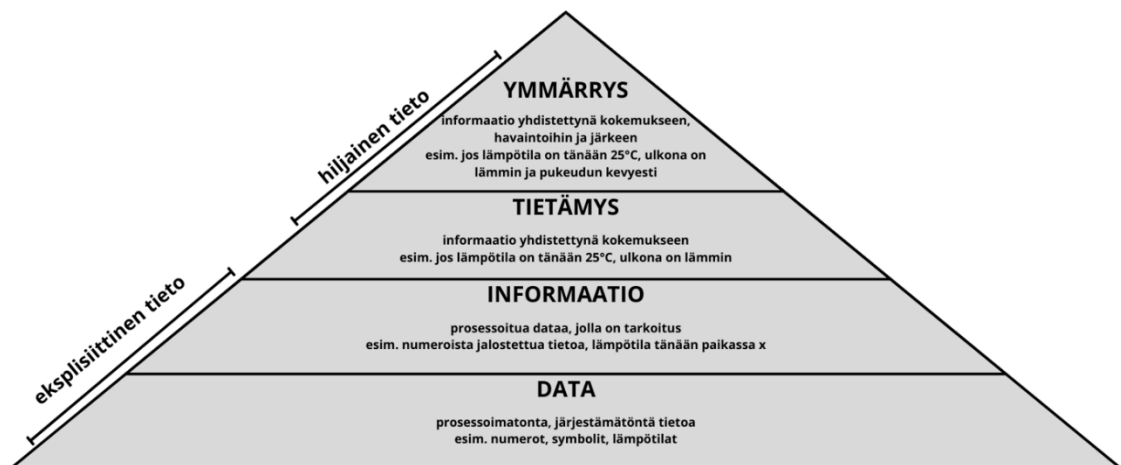 YMMÄRRYS
informaatio yhdistettynä kokemukseen,
havaintoihin ja järkeen
esim. jos lämpötila on tänään 25°C, ulkona on
lämmin ja pukeudun kevyesti
hiljainen tieto
TIETÄMYS
informaatio yhdistettynä kokemukseen
esim. jos lämpötila on tänään 25°C, ulkona on lämmin
INFORMAATIO
prosessoitua dataa, jolla on tarkoitus
esim. numeroista jalostettua tietoa, lämpötila tänään paikassa x
eksplisiittinen tieto
DATA
prosessoimatonta, järjestämätöntä tietoa
esim. numerot, symbolit, lämpötilat